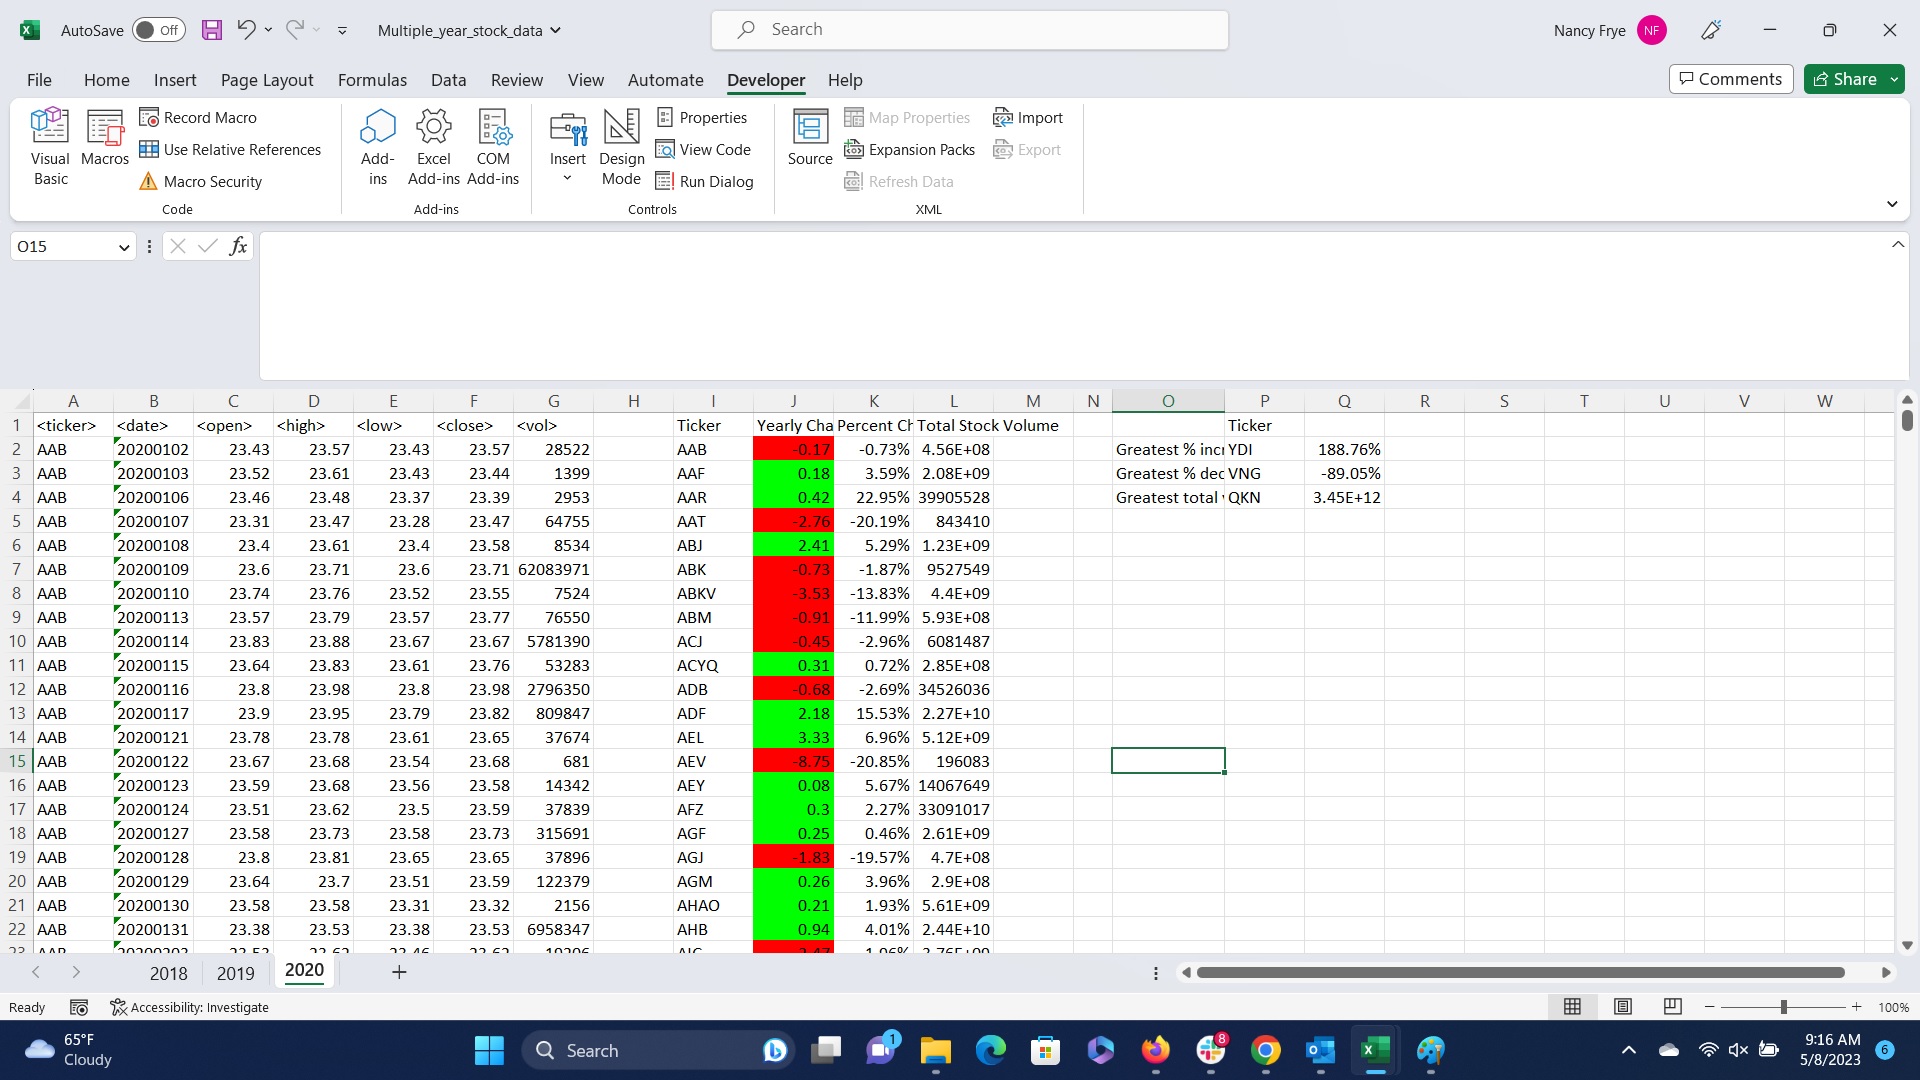 AutoSave Off Multiple_year_stock_data Search Nancy Frye NF
File Home Insert Page Layout Formulas Data Review View Automate Developer Help Comments Share
Visual Basic Macros Record Macro Use Relative References Macro Security Code
Add-ins Excel Add-ins COM Add-ins Add-ins
Insert Design Mode Properties View Code Run Dialog Controls
Source Map Properties Expansion Packs Refresh Data Import Export XML
O15 fx
A B C D E F G H I J K L M N O P Q R S T U V W
1 <ticker> <date> <open> <high> <low> <close> <vol> Ticker Yearly Cha Percent Ch Total Stock Volume Ticker
2 AAB 20200102 23.43 23.57 23.43 23.57 28522 AAB -0.17 -0.73% 4.56E+08 Greatest % incr YDI 188.76%
3 AAB 20200103 23.52 23.61 23.43 23.44 1399 AAF 0.18 3.59% 2.08E+09 Greatest % dec VNG -89.05%
4 AAB 20200106 23.46 23.48 23.37 23.39 2953 AAR 0.42 22.95% 39905528 Greatest total v QKN 3.45E+12
5 AAB 20200107 23.31 23.47 23.28 23.47 64755 AAT -2.76 -20.19% 843410
6 AAB 20200108 23.4 23.61 23.4 23.58 8534 ABJ 2.41 5.29% 1.23E+09
7 AAB 20200109 23.6 23.71 23.6 23.71 62083971 ABK -0.73 -1.87% 9527549
8 AAB 20200110 23.74 23.76 23.52 23.55 7524 ABKV -3.53 -13.83% 4.4E+09
9 AAB 20200113 23.57 23.79 23.57 23.77 76550 ABM -0.91 -11.99% 5.93E+08
10 AAB 20200114 23.83 23.88 23.67 23.67 5781390 ACJ -0.45 -2.96% 6081487
11 AAB 20200115 23.64 23.83 23.61 23.76 53283 ACYQ 0.31 0.72% 2.85E+08
12 AAB 20200116 23.8 23.98 23.8 23.98 2796350 ADB -0.68 -2.69% 34526036
13 AAB 20200117 23.9 23.95 23.79 23.82 809847 ADF 2.18 15.53% 2.27E+10
14 AAB 20200121 23.78 23.78 23.61 23.65 37674 AEL 3.33 6.96% 5.12E+09
15 AAB 20200122 23.67 23.68 23.54 23.68 681 AEV -8.75 -20.85% 196083
16 AAB 20200123 23.59 23.68 23.56 23.58 14342 AEY 0.08 5.67% 14067649
17 AAB 20200124 23.51 23.62 23.5 23.59 37839 AFZ 0.3 2.27% 33091017
18 AAB 20200127 23.58 23.73 23.58 23.73 315691 AGF 0.25 0.46% 2.61E+09
19 AAB 20200128 23.8 23.81 23.65 23.65 37896 AGJ -1.83 -19.57% 4.7E+08
20 AAB 20200129 23.64 23.7 23.51 23.59 122379 AGM 0.26 3.96% 2.9E+08
21 AAB 20200130 23.58 23.58 23.31 23.32 2156 AHAO 0.21 1.93% 5.61E+09
22 AAB 20200131 23.38 23.53 23.38 23.53 6958347 AHB 0.94 4.01% 2.44E+10
2018 2019 2020
Ready Accessibility: Investigate 100%
65°F Cloudy Search 1 8 9:16 AM 5/8/2023 6